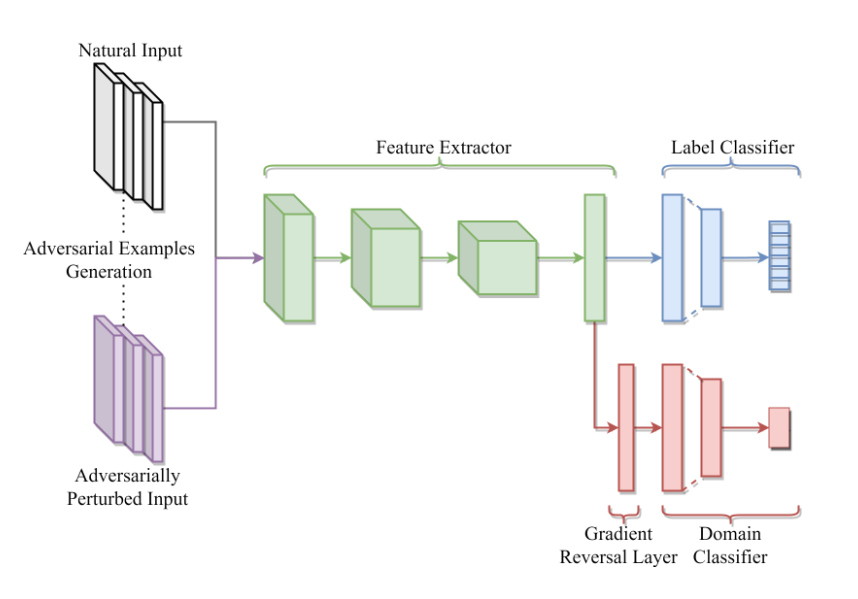 Natural Input
Feature Extractor
Label Classifier
Adversarial Examples
Generation
Adversarially
Perturbed Input
Gradient
Reversal Layer
Domain
Classifier